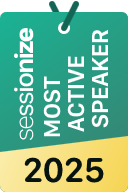 sessionize
MOST
ACTIVE
SPEAKER
2025